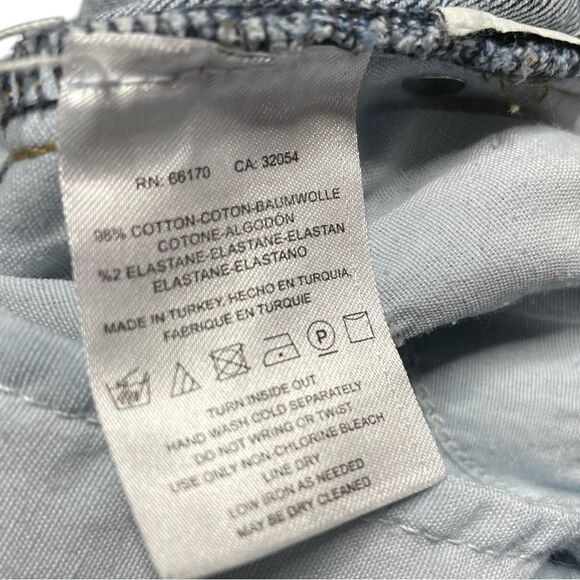 RN: 66170 CA: 32054
98% COTTON-COTON-BAUMWOLLE
COTONE-ALGODÓN
%2 ELASTANE-ELASTANE-ELASTAN
ELASTANE-ELASTANO
MADE IN TURKEY, HECHO EN TURQUIA,
FABRIQUE EN TURQUIE
P
TURN INSIDE OUT
HAND WASH COLD SEPARATELY
DO NOT WRING OR TWIST
USE ONLY NON-CHLORINE BLEACH
LINE DRY
LOW IRON AS NEEDED
MAY BE DRY CLEANED